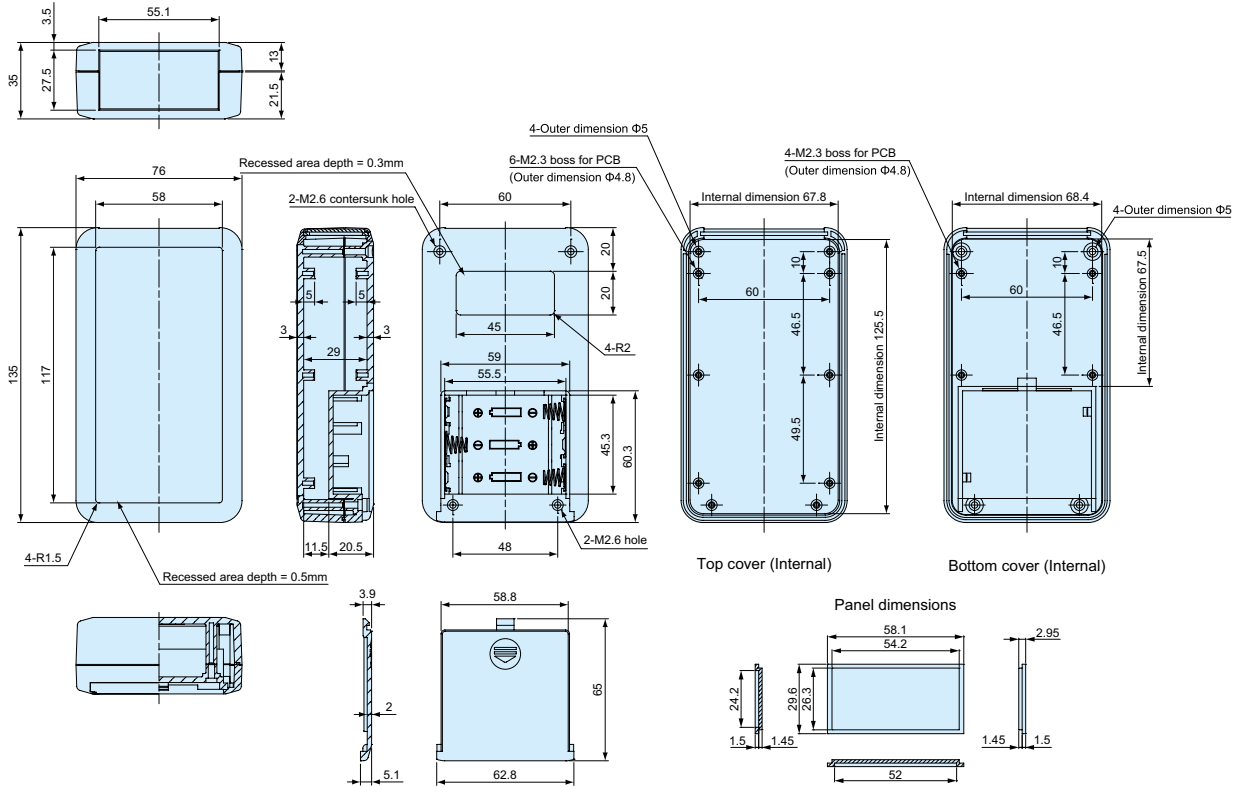 55.1
3.5
35
27.5
13
21.5
4-Outer dimension Φ5
6-M2.3 boss for PCB
(Outer dimension Φ4.8)
4-M2.3 boss for PCB
(Outer dimension Φ4.8)
Recessed area depth = 0.3mm
2-M2.6 contersunk hole
76
58
60
Internal dimension 67.8
Internal dimension 68.4
4-Outer dimension Φ5
135
117
5
5
3
3
29
20
20
45
4-R2
59
55.5
45.3
60.3
10
60
46.5
49.5
Internal dimension 125.5
10
60
46.5
Internal dimension 67.5
4-R1.5
Recessed area depth = 0.5mm
11.5
20.5
48
2-M2.6 hole
Top cover (Internal)
Bottom cover (Internal)
3.9
2
5.1
58.8
65
62.8
Panel dimensions
58.1
54.2
2.95
24.2
29.6
26.3
1.5
1.45
1.45
1.5
52